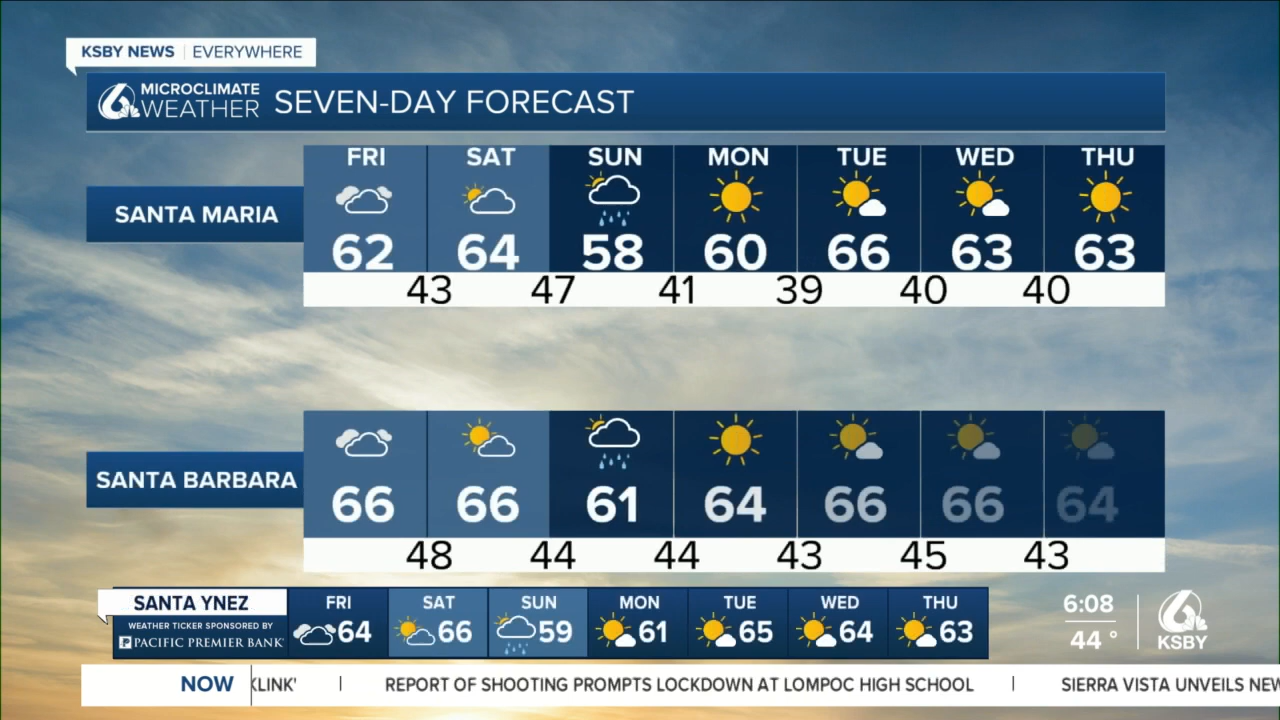 KSBY NEWS | EVERYWHERE
6 MICROCLIMATE WEATHER SEVEN-DAY FORECAST
FRI SAT SUN MON TUE WED THU
SANTA MARIA
62 64 58 60 66 63 63
43 47 41 39 40 40
SANTA BARBARA
66 66 61 64 66 66 64
48 44 44 43 45 43
SANTA YNEZ
WEATHER TICKER SPONSORED BY
PACIFIC PREMIER BANK
FRI SAT SUN MON TUE WED THU
64 66 59 61 65 64 63
6:08
44 °
6
KSBY
NOW KLINK' | REPORT OF SHOOTING PROMPTS LOCKDOWN AT LOMPOC HIGH SCHOOL | SIERRA VISTA UNVEILS NEW